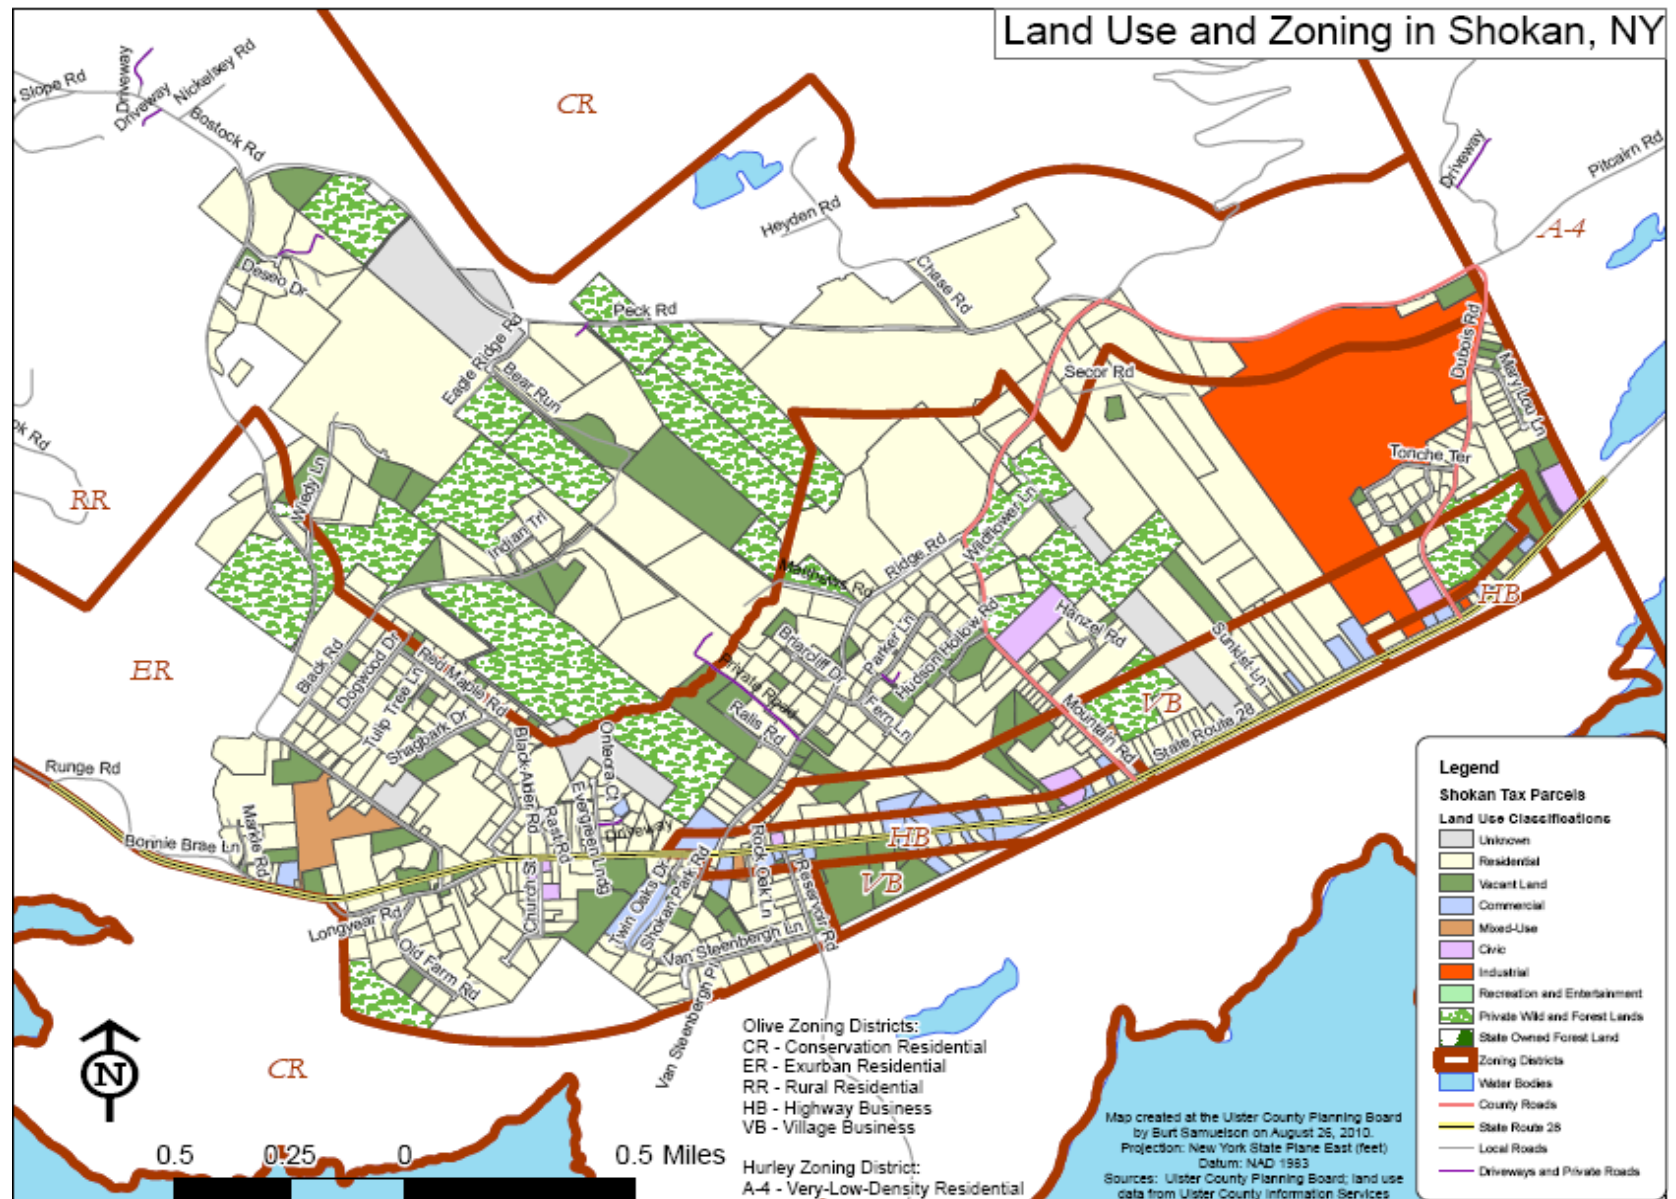 Land Use and Zoning in Shokan, NY
CR
Slope Rd
Driveway
Driveway
Nickelsey Rd
Bostock Rd
Driveway
Pitcairn Rd
A-4
Heyden Rd
Chase Rd
Deseo Dr
Peck Rd
Eagle Ridge Rd
Bear Run
Secor Rd
Dubois Rd
Mary Lou Ln
ok Rd
RR
Wiedy Ln
Indian Trl
Tonche Ter
Wildflower Ln
Ridge Rd
Matthews Rd
HB
Hanzel Rd
Hudson Hollow Rd
Parker Ln
Briarcliff Dr
Fern Ln
Sunkist Ln
ER
Black Rd
Dogwood Dr
Red Maple Rd
Tulip Tree Ln
Shagbark Dr
Private Road
Ralis Rd
VB
Mountain Rd
State Route 28
Runge Rd
Bonnie Brae Ln
Markle Rd
Black Alder Rd
Rast Rd
Onteora Ct
Evergreen Lndg
Driveway
HB
VB
Rock Oak Ln
Reservoir Rd
Church St
Twin Oaks Dr
Shokan Park Rd
Longyear Rd
Old Farm Rd
Van Steenbergh Ln
Van Steenbergh Pl
CR
N
0.5 0.25 0 0.5 Miles
Olive Zoning Districts:
CR - Conservation Residential
ER - Exurban Residential
RR - Rural Residential
HB - Highway Business
VB - Village Business
Hurley Zoning District:
A-4 - Very-Low-Density Residential
Map created at the Ulster County Planning Board
by Burt Samuelson on August 26, 2010.
Projection: New York State Plane East (feet)
Datum: NAD 1983
Sources: Ulster County Planning Board; land use
data from Ulster County Information Services
Legend
Shokan Tax Parcels
Land Use Classifications
Unknown
Residential
Vacant Land
Commercial
Mixed-Use
Civic
Industrial
Recreation and Entertainment
Private Wild and Forest Lands
State Owned Forest Land
Zoning Districts
Water Bodies
County Roads
State Route 28
Local Roads
Driveways and Private Roads